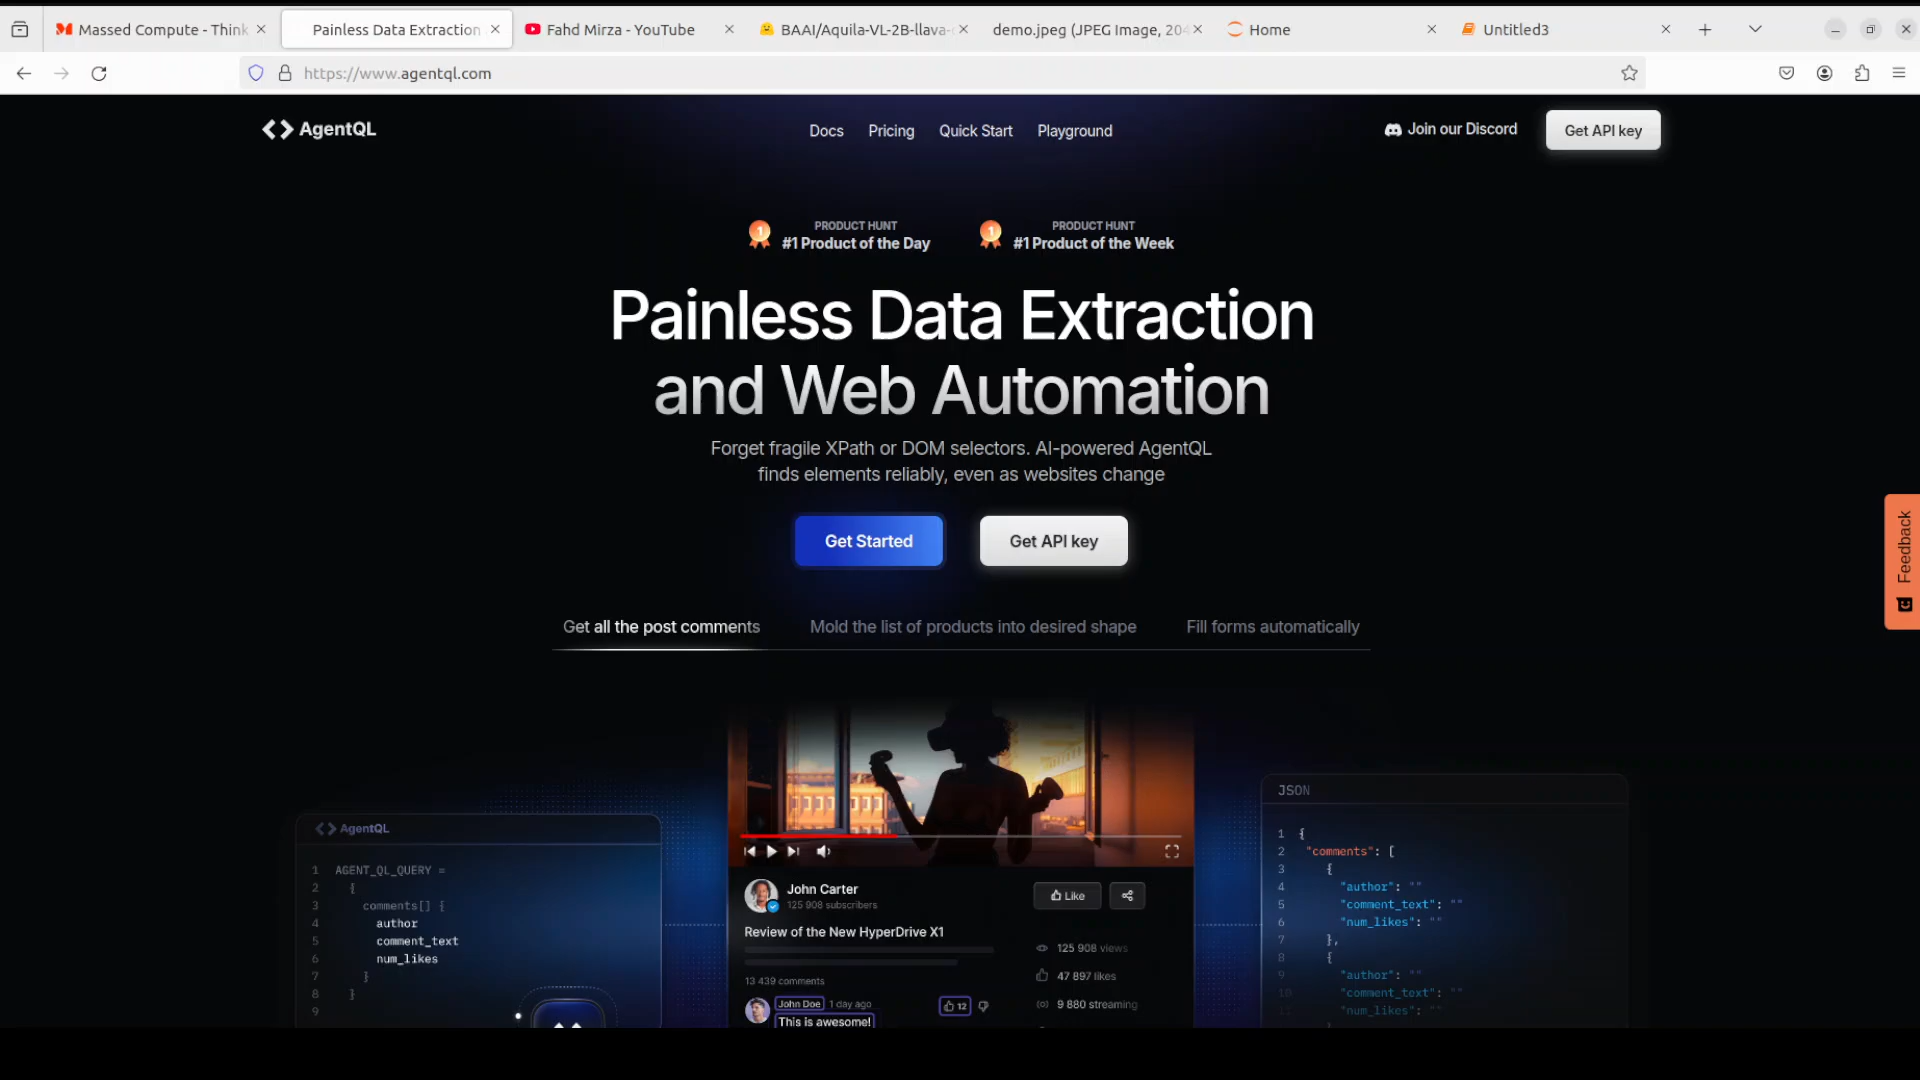 Massed Compute - Think
Painless Data Extraction
Fahd Mirza - YouTube
BAAI/Aquila-VL-2B-llava-
demo.jpeg (JPEG Image, 204
Home
Untitled3
https://www.agentql.com
AgentQL
Docs
Pricing
Quick Start
Playground
Join our Discord
Get API key
1
PRODUCT HUNT
#1 Product of the Day
1
PRODUCT HUNT
#1 Product of the Week
Painless Data Extraction
and Web Automation
Forget fragile XPath or DOM selectors. AI-powered AgentQL
finds elements reliably, even as websites change
Get Started
Get API key
Feedback
Get all the post comments
Mold the list of products into desired shape
Fill forms automatically
AgentQL
1 AGENT_QL_QUERY =
2 {
3 comments[] {
4 author
5 comment_text
6 num_likes
7 }
8 }
9
John Carter
125 908 subscribers
Like
Review of the New HyperDrive X1
125 908 views
47 897 likes
9 880 streaming
13 439 comments
John Doe 1 day ago
12
This is awesome!
JSON
1 {
2 "comments": [
3 {
4 "author": ""
5 "comment_text": ""
6 "num_likes": ""
7 },
8 {
9 "author": ""
10 "comment_text": ""
11 "num_likes": ""